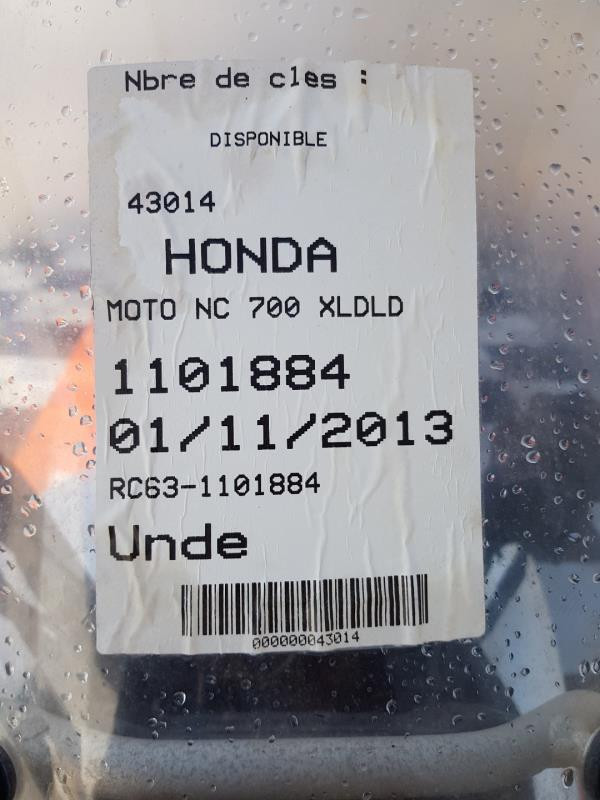 Nbre de cles :
DISPONIBLE
43014
HONDA
MOTO NC 700 XLDLD
1101884
01/11/2013
RC63-1101884
Unde
000000043014